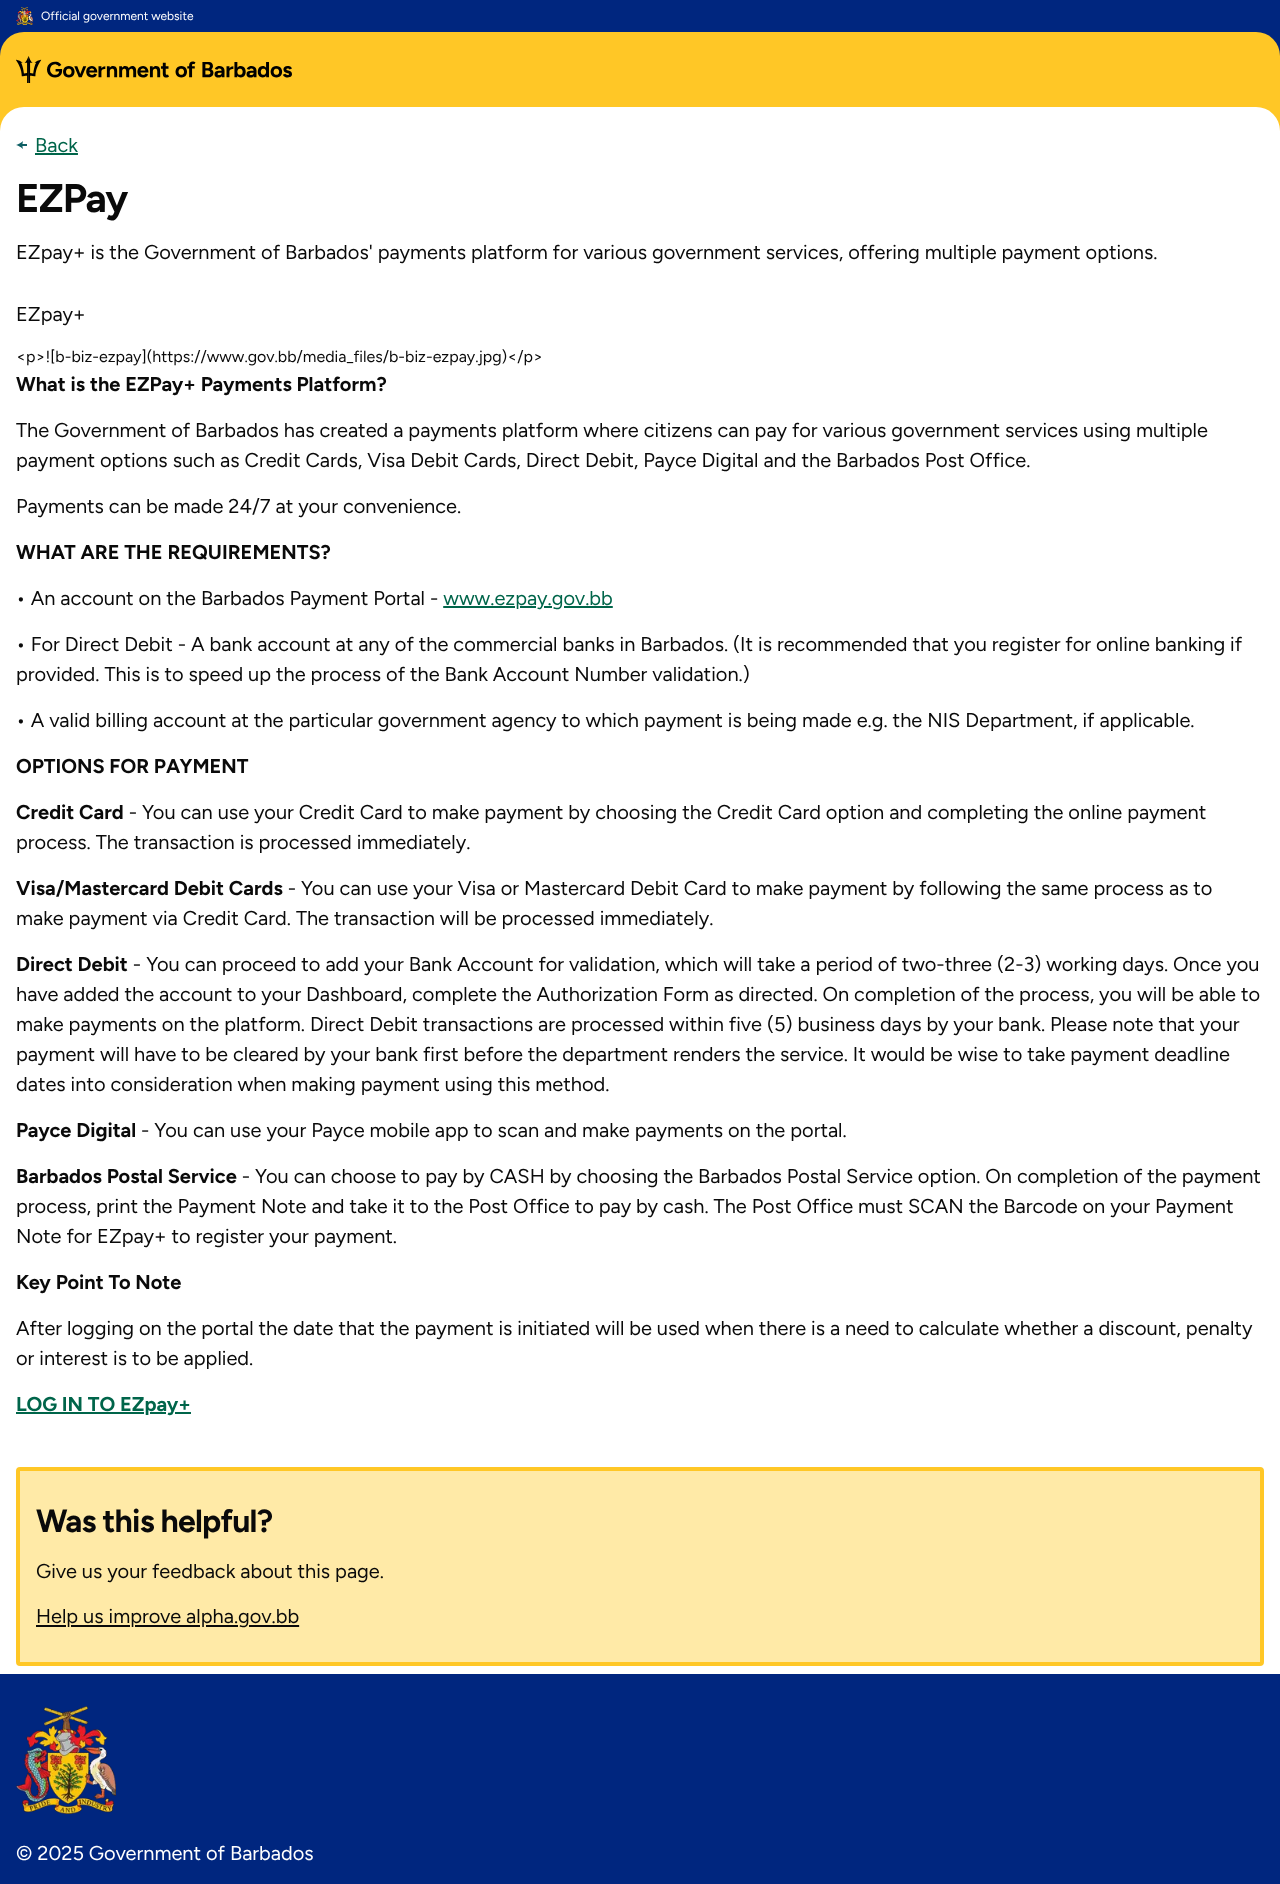 Official government website
Government of Barbados
Back
EZPay
EZpay+ is the Government of Barbados' payments platform for various government services, offering multiple payment options.
EZpay+
<p>![b-biz-ezpay](https://www.gov.bb/media_files/b-biz-ezpay.jpg)</p>
What is the EZPay+ Payments Platform?
The Government of Barbados has created a payments platform where citizens can pay for various government services using multiple
payment options such as Credit Cards, Visa Debit Cards, Direct Debit, Payce Digital and the Barbados Post Office.
Payments can be made 24/7 at your convenience.
WHAT ARE THE REQUIREMENTS?
• An account on the Barbados Payment Portal - www.ezpay.gov.bb
• For Direct Debit - A bank account at any of the commercial banks in Barbados. (It is recommended that you register for online banking if
provided. This is to speed up the process of the Bank Account Number validation.)
• A valid billing account at the particular government agency to which payment is being made e.g. the NIS Department, if applicable.
OPTIONS FOR PAYMENT
Credit Card - You can use your Credit Card to make payment by choosing the Credit Card option and completing the online payment
process. The transaction is processed immediately.
Visa/Mastercard Debit Cards - You can use your Visa or Mastercard Debit Card to make payment by following the same process as to
make payment via Credit Card. The transaction will be processed immediately.
Direct Debit - You can proceed to add your Bank Account for validation, which will take a period of two-three (2-3) working days. Once you
have added the account to your Dashboard, complete the Authorization Form as directed. On completion of the process, you will be able to
make payments on the platform. Direct Debit transactions are processed within five (5) business days by your bank. Please note that your
payment will have to be cleared by your bank first before the department renders the service. It would be wise to take payment deadline
dates into consideration when making payment using this method.
Payce Digital - You can use your Payce mobile app to scan and make payments on the portal.
Barbados Postal Service - You can choose to pay by CASH by choosing the Barbados Postal Service option. On completion of the payment
process, print the Payment Note and take it to the Post Office to pay by cash. The Post Office must SCAN the Barcode on your Payment
Note for EZpay+ to register your payment.
Key Point To Note
After logging on the portal the date that the payment is initiated will be used when there is a need to calculate whether a discount, penalty
or interest is to be applied.
LOG IN TO EZpay+
Was this helpful?
Give us your feedback about this page.
Help us improve alpha.gov.bb
PRIDE AND INDUSTRY
© 2025 Government of Barbados